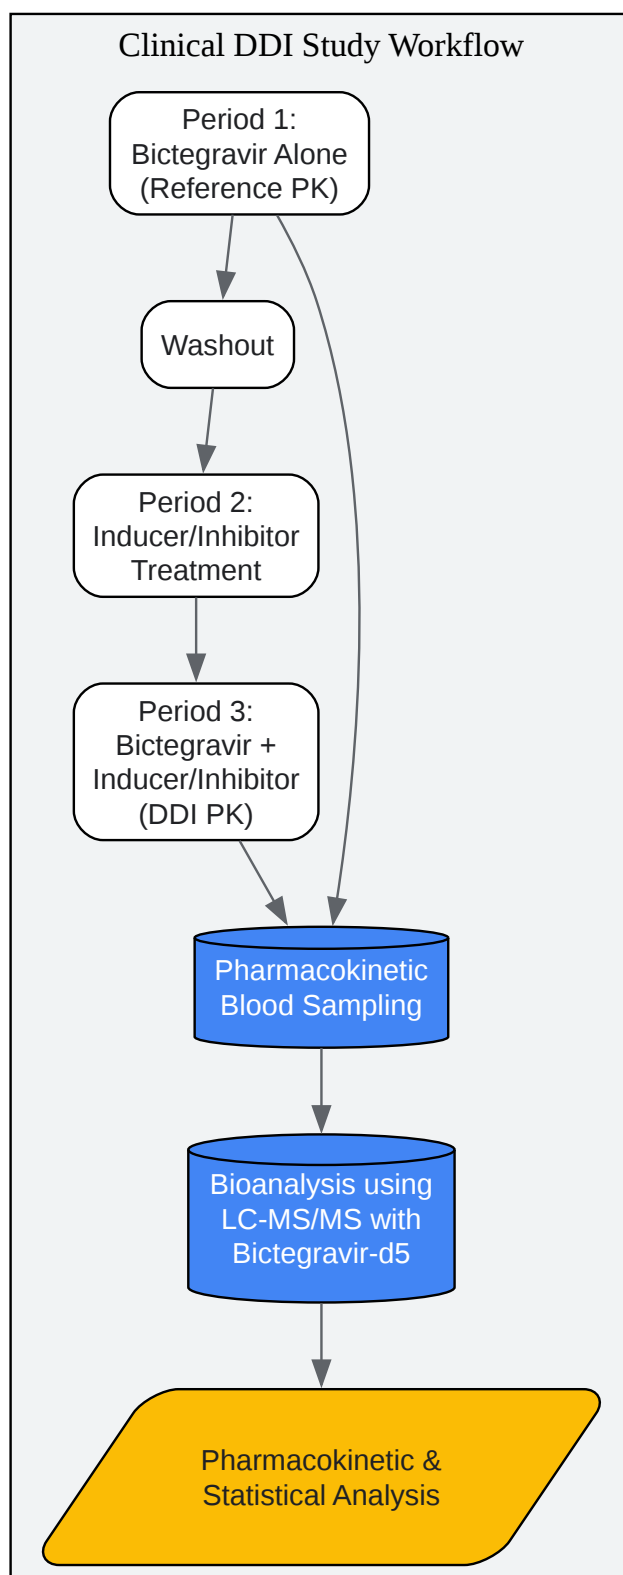 Clinical DDI Study Workflow
Period 1:
Bictegravir Alone
(Reference PK)
Washout
Period 2:
Inducer/Inhibitor
Treatment
Period 3:
Bictegravir +
Inducer/Inhibitor
(DDI PK)
Pharmacokinetic
Blood Sampling
Bioanalysis using
LC-MS/MS with
Bictegravir-d5
Pharmacokinetic &
Statistical Analysis